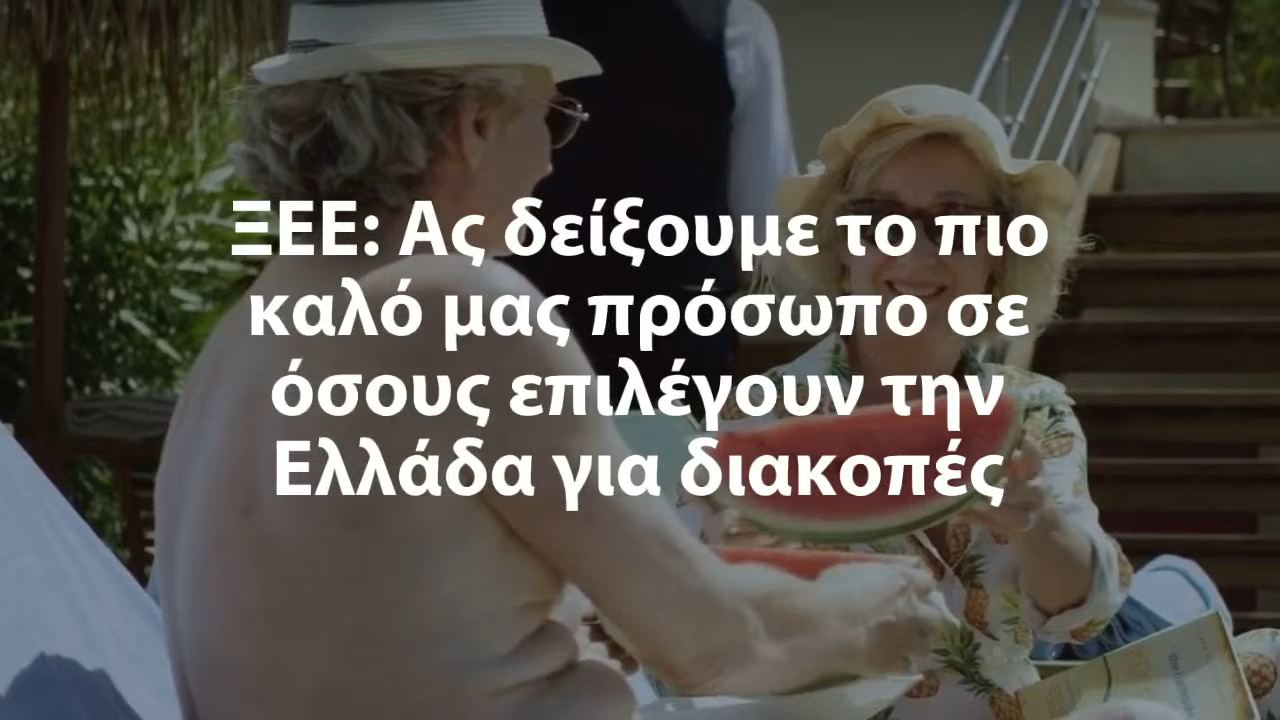 ΞΕΕ: Ας δείξουμε το πιο
καλό μας πρόσωπο σε
όσους επιλέγουν την
Ελλάδα για διακοπές